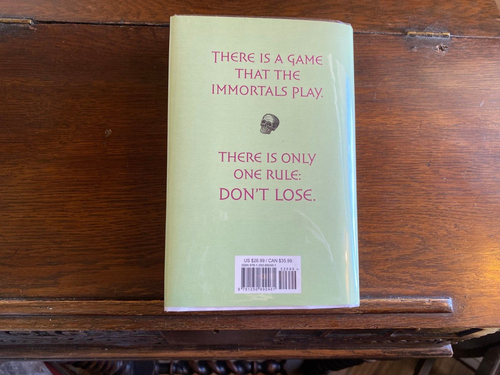 THERE IS A GAME
THAT THE
IMMORTALS PLAY.
THERE IS ONLY
ONE RULE:
DON'T LOSE.
US $26.99 / CAN $35.99